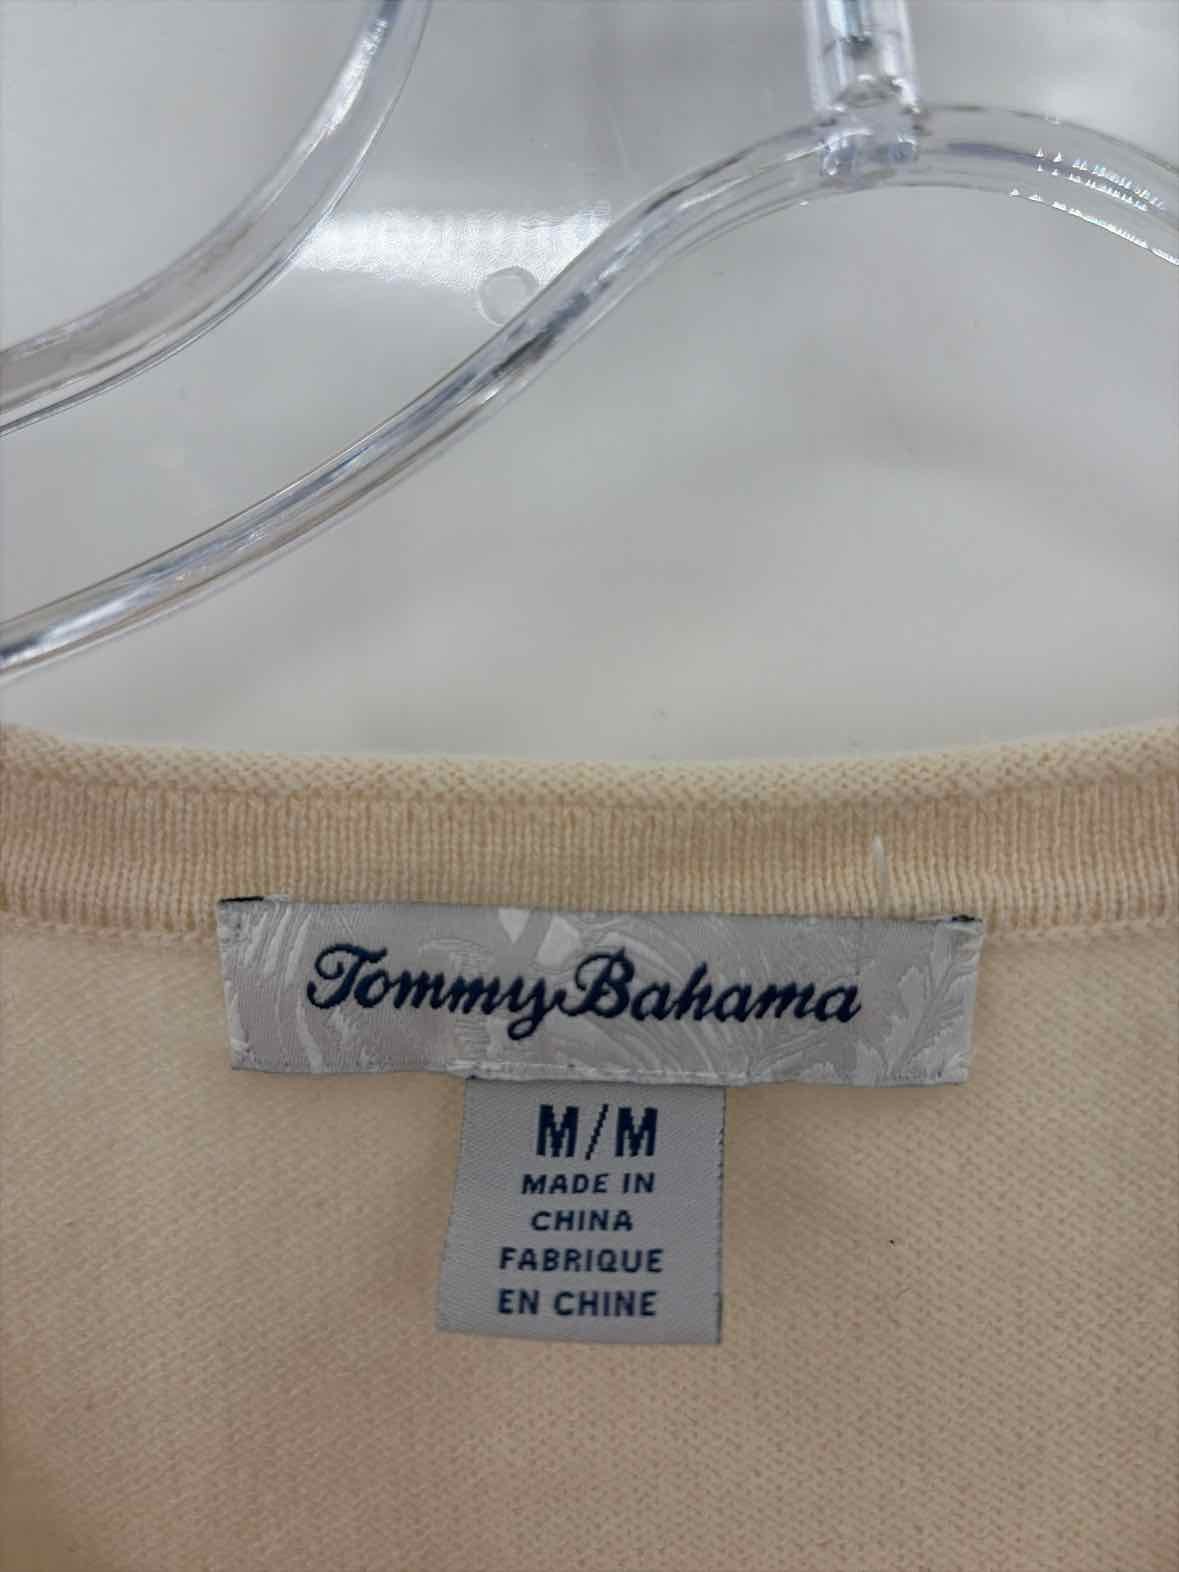 Tommy Bahama
M/M
MADE IN
CHINA
FABRIQUE
EN CHINE